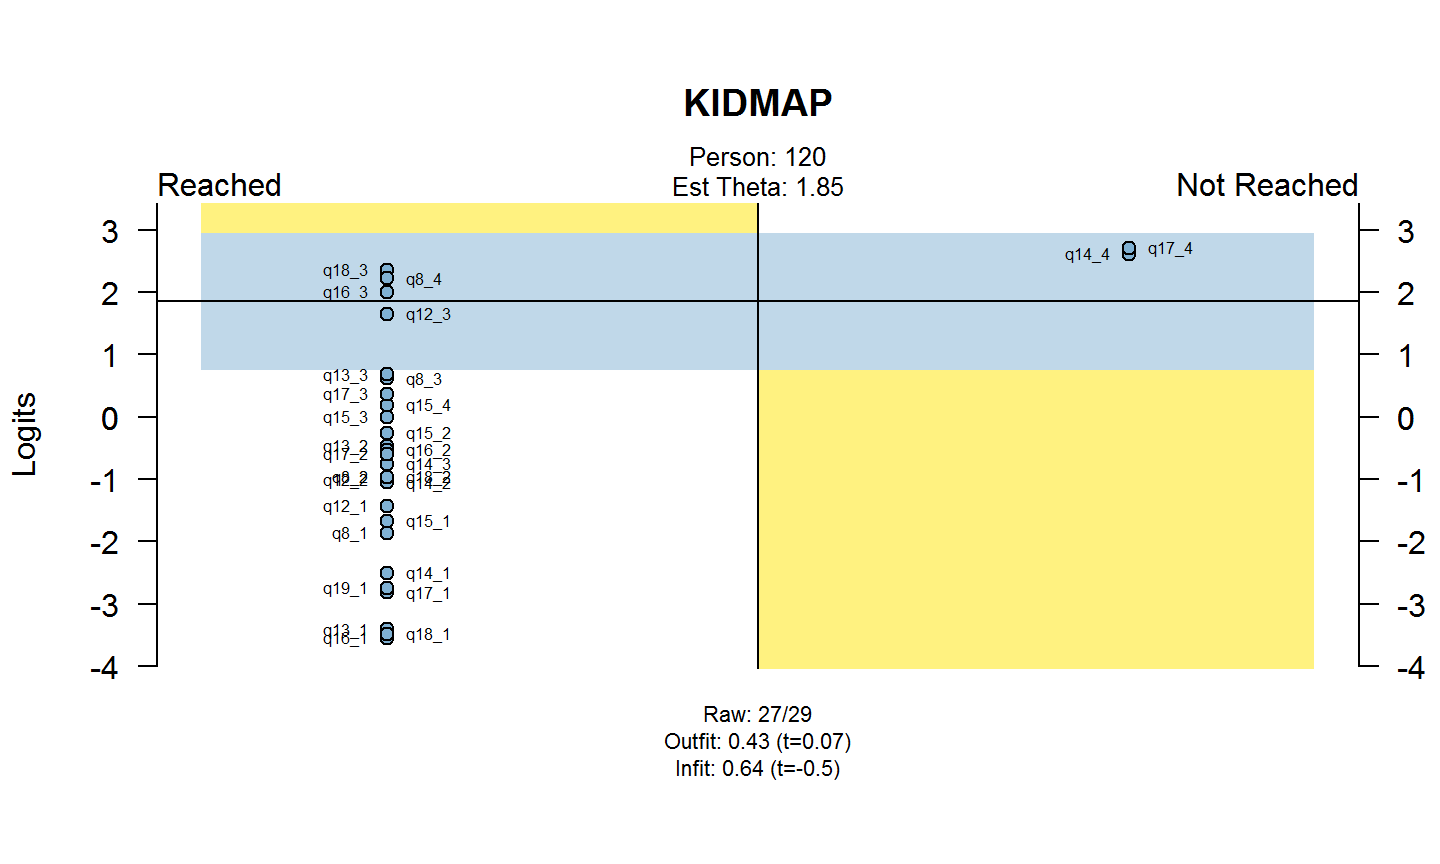 KIDMAP
Person: 120
Est Theta: 1.85
Reached
Not Reached
Logits
3
2
1
0
-1
-2
-3
-4
3
2
1
0
-1
-2
-3
-4
q18_3
q8_4
q16_3
q12_3
q13_3
q8_3
q17_3
q15_4
q15_3
q15_2
q13_2
q16_2
q17_2
q14_3
q18_2
q12_2
q14_2
q12_1
q15_1
q8_1
q14_1
q19_1
q17_1
q13_1
q18_1
q16_1
q17_4
q14_4
Raw: 27/29
Outfit: 0.43 (t=0.07)
Infit: 0.64 (t=-0.5)